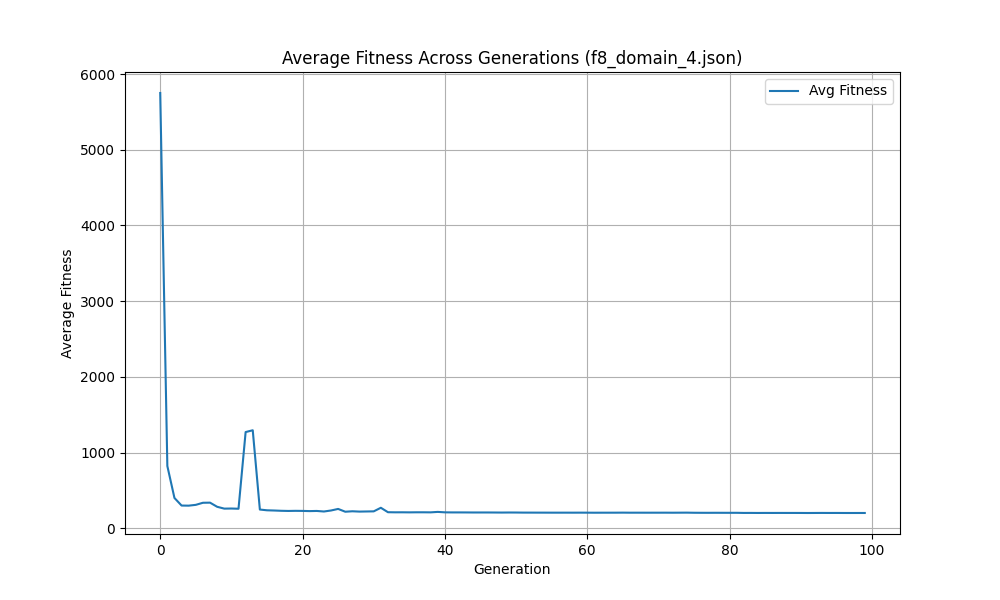 Average Fitness Across Generations (f8_domain_4.json)
Avg Fitness
6000
5000
4000
3000
2000
1000
0
Average Fitness
0 20 40 60 80 100
Generation